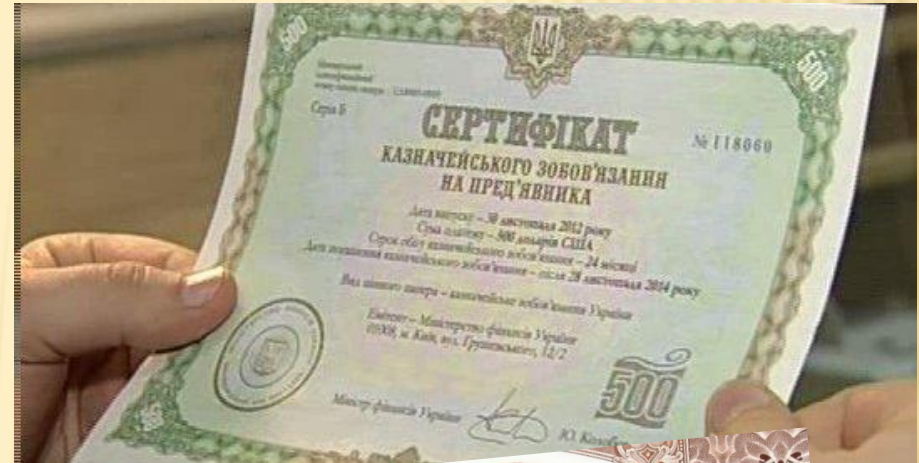 500
500
Серія Б
№ 118060
СЕРТИФІКАТ
КАЗНАЧЕЙСЬКОГО ЗОБОВ'ЯЗАННЯ
НА ПРЕД'ЯВНИКА
Дата випуску – 30 листопада 2012 року
Сума платежу – 500 доларів США
Строк обігу казначейського зобов'язання – 24 місяці
Дата погашення казначейського зобов'язання – після 28 листопада 2014 року
Вид цінного папера – казначейське зобов'язання України
Емітент – Міністерство фінансів України
01008, м. Київ, вул. Грушевського, 12/2
500
Міністр фінансів України
Ю.